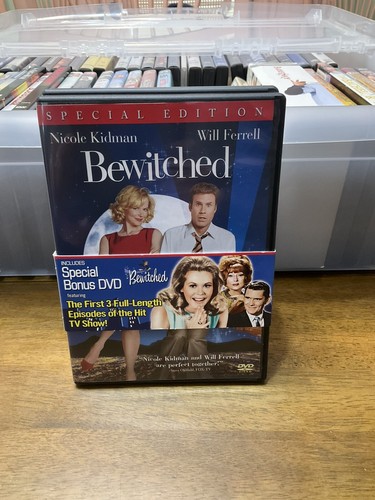 SPECIAL EDITION
Nicole Kidman Will Ferrell
Bewitched
INCLUDES
Special
Bonus DVD
featuring
The First 3 Full-Length
Episodes of the Hit
TV Show!
Bewitched
"Nicole Kidman and Will Ferrell
are perfect together."
DVD